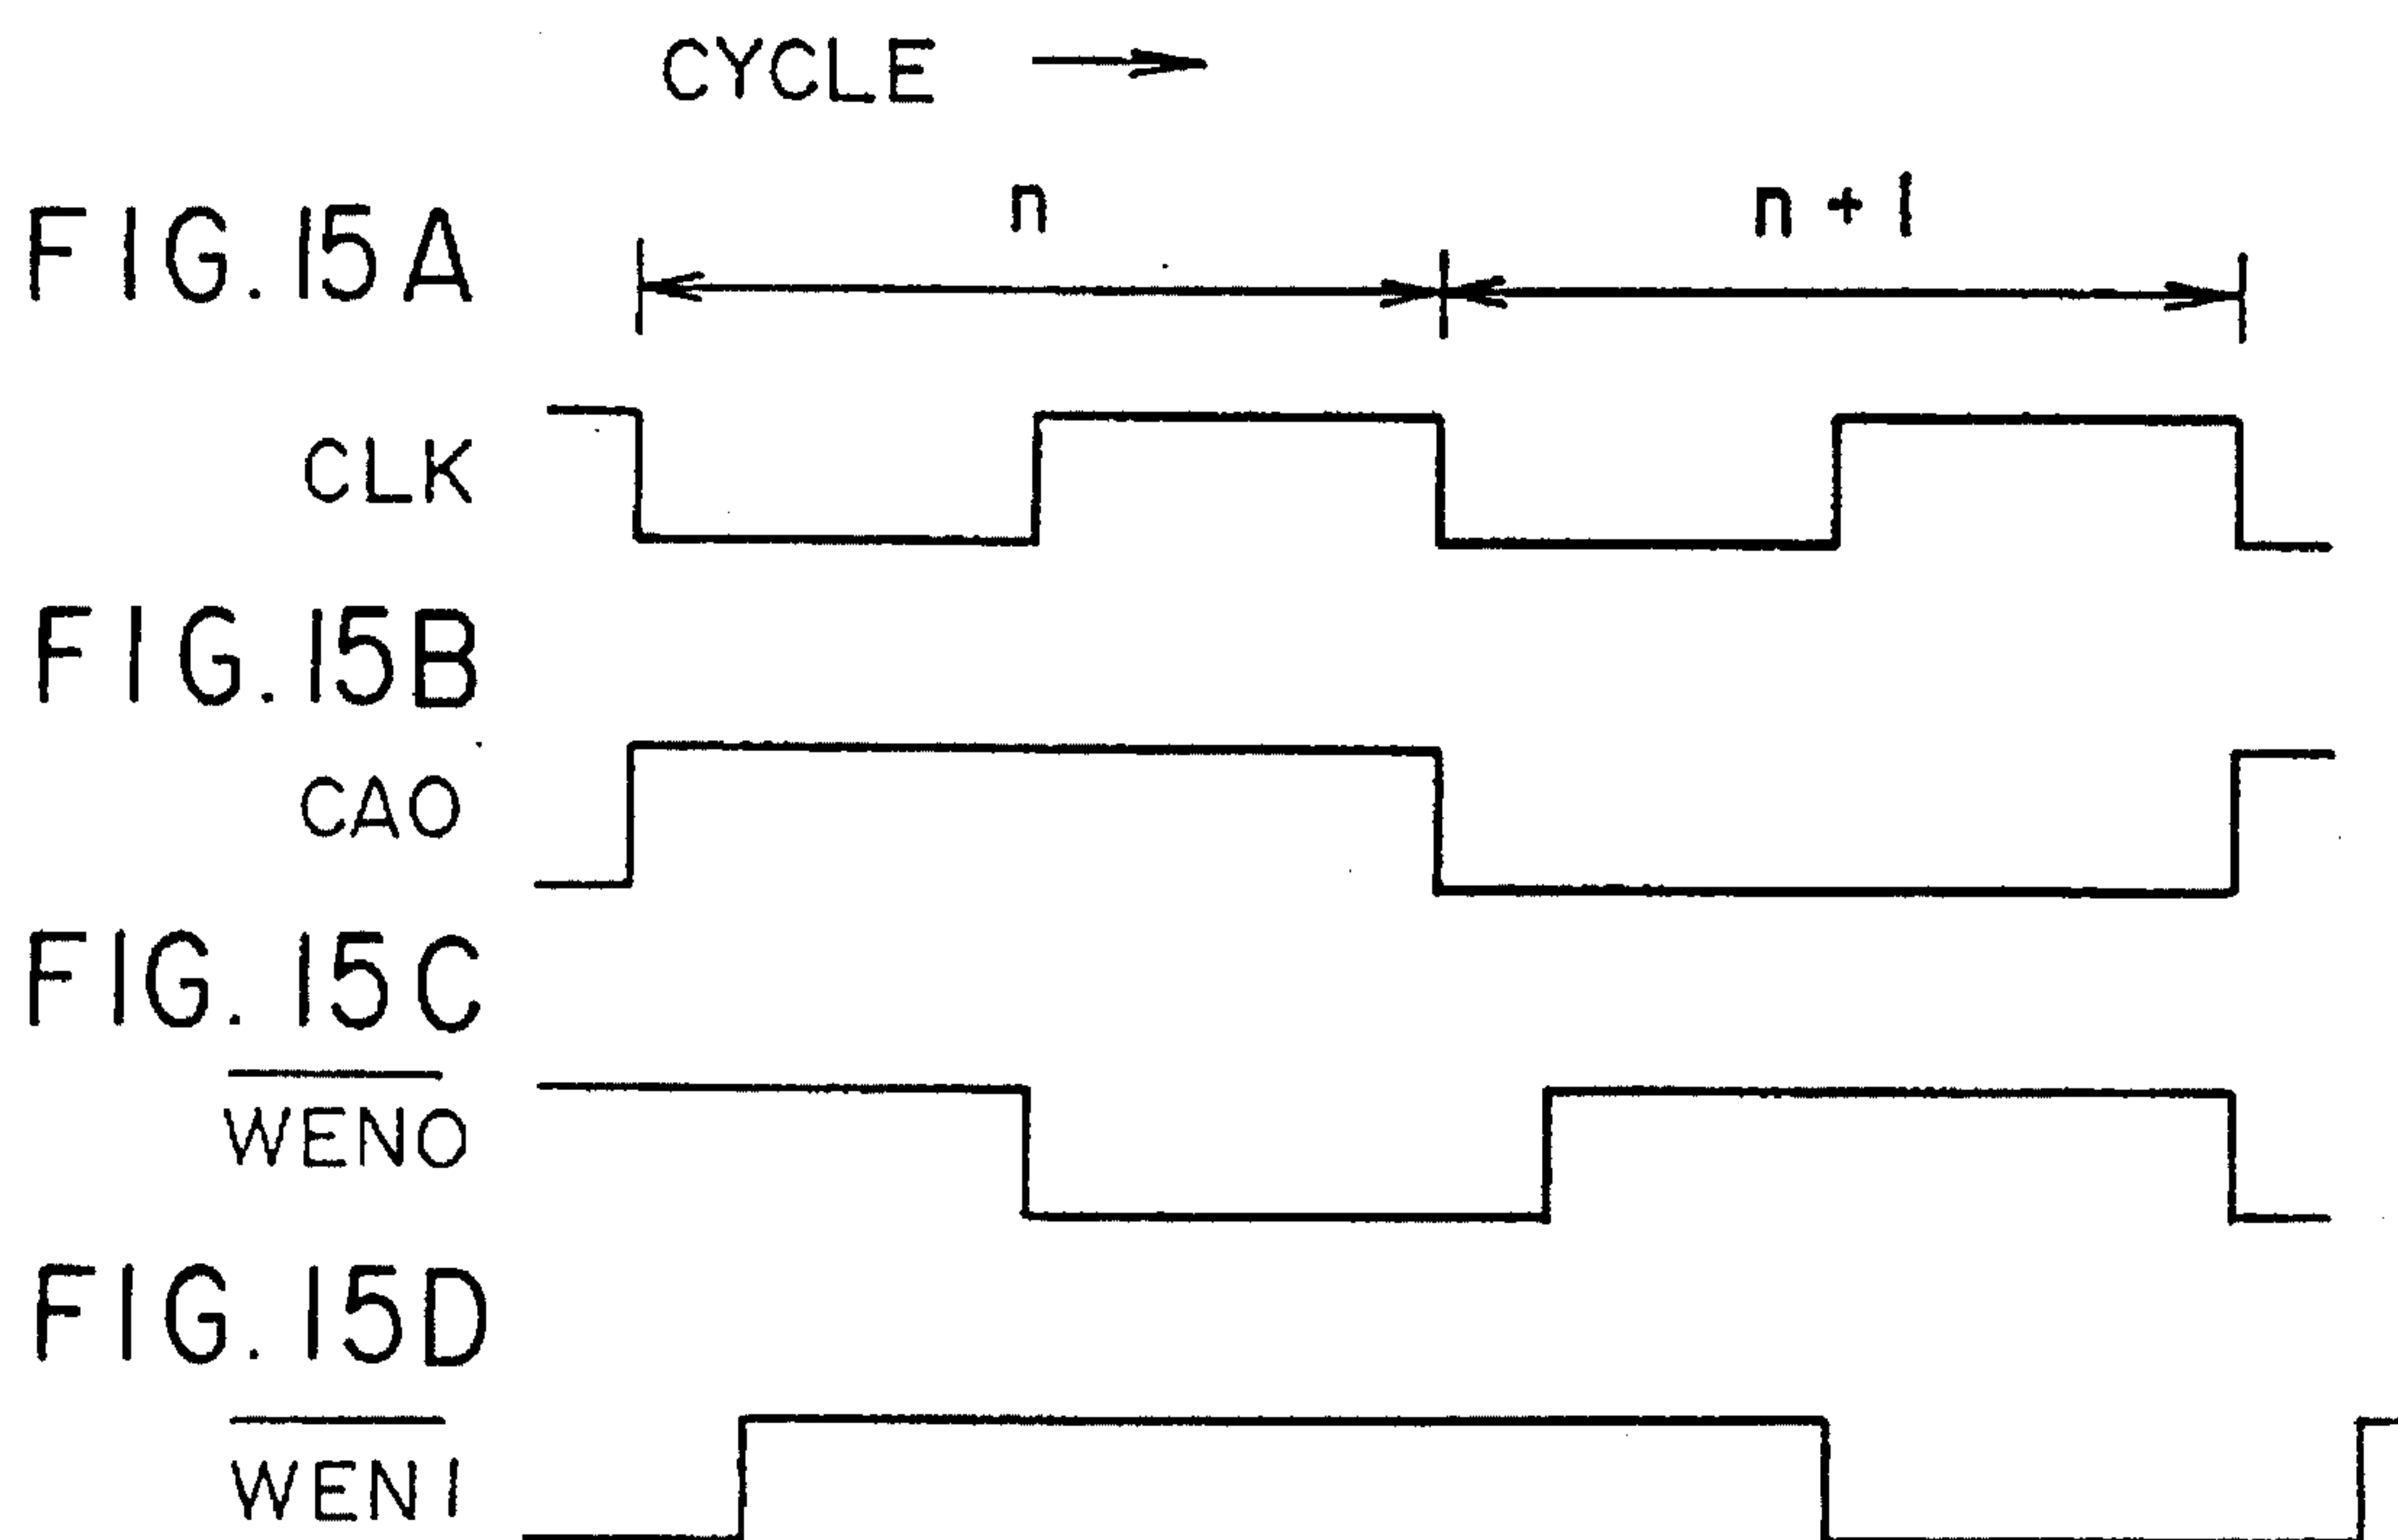 CYCLE
n n+1
FIG. 15A
CLK
FIG. 15B
CAO
FIG. 15C
WENO
FIG. 15D
WEN1